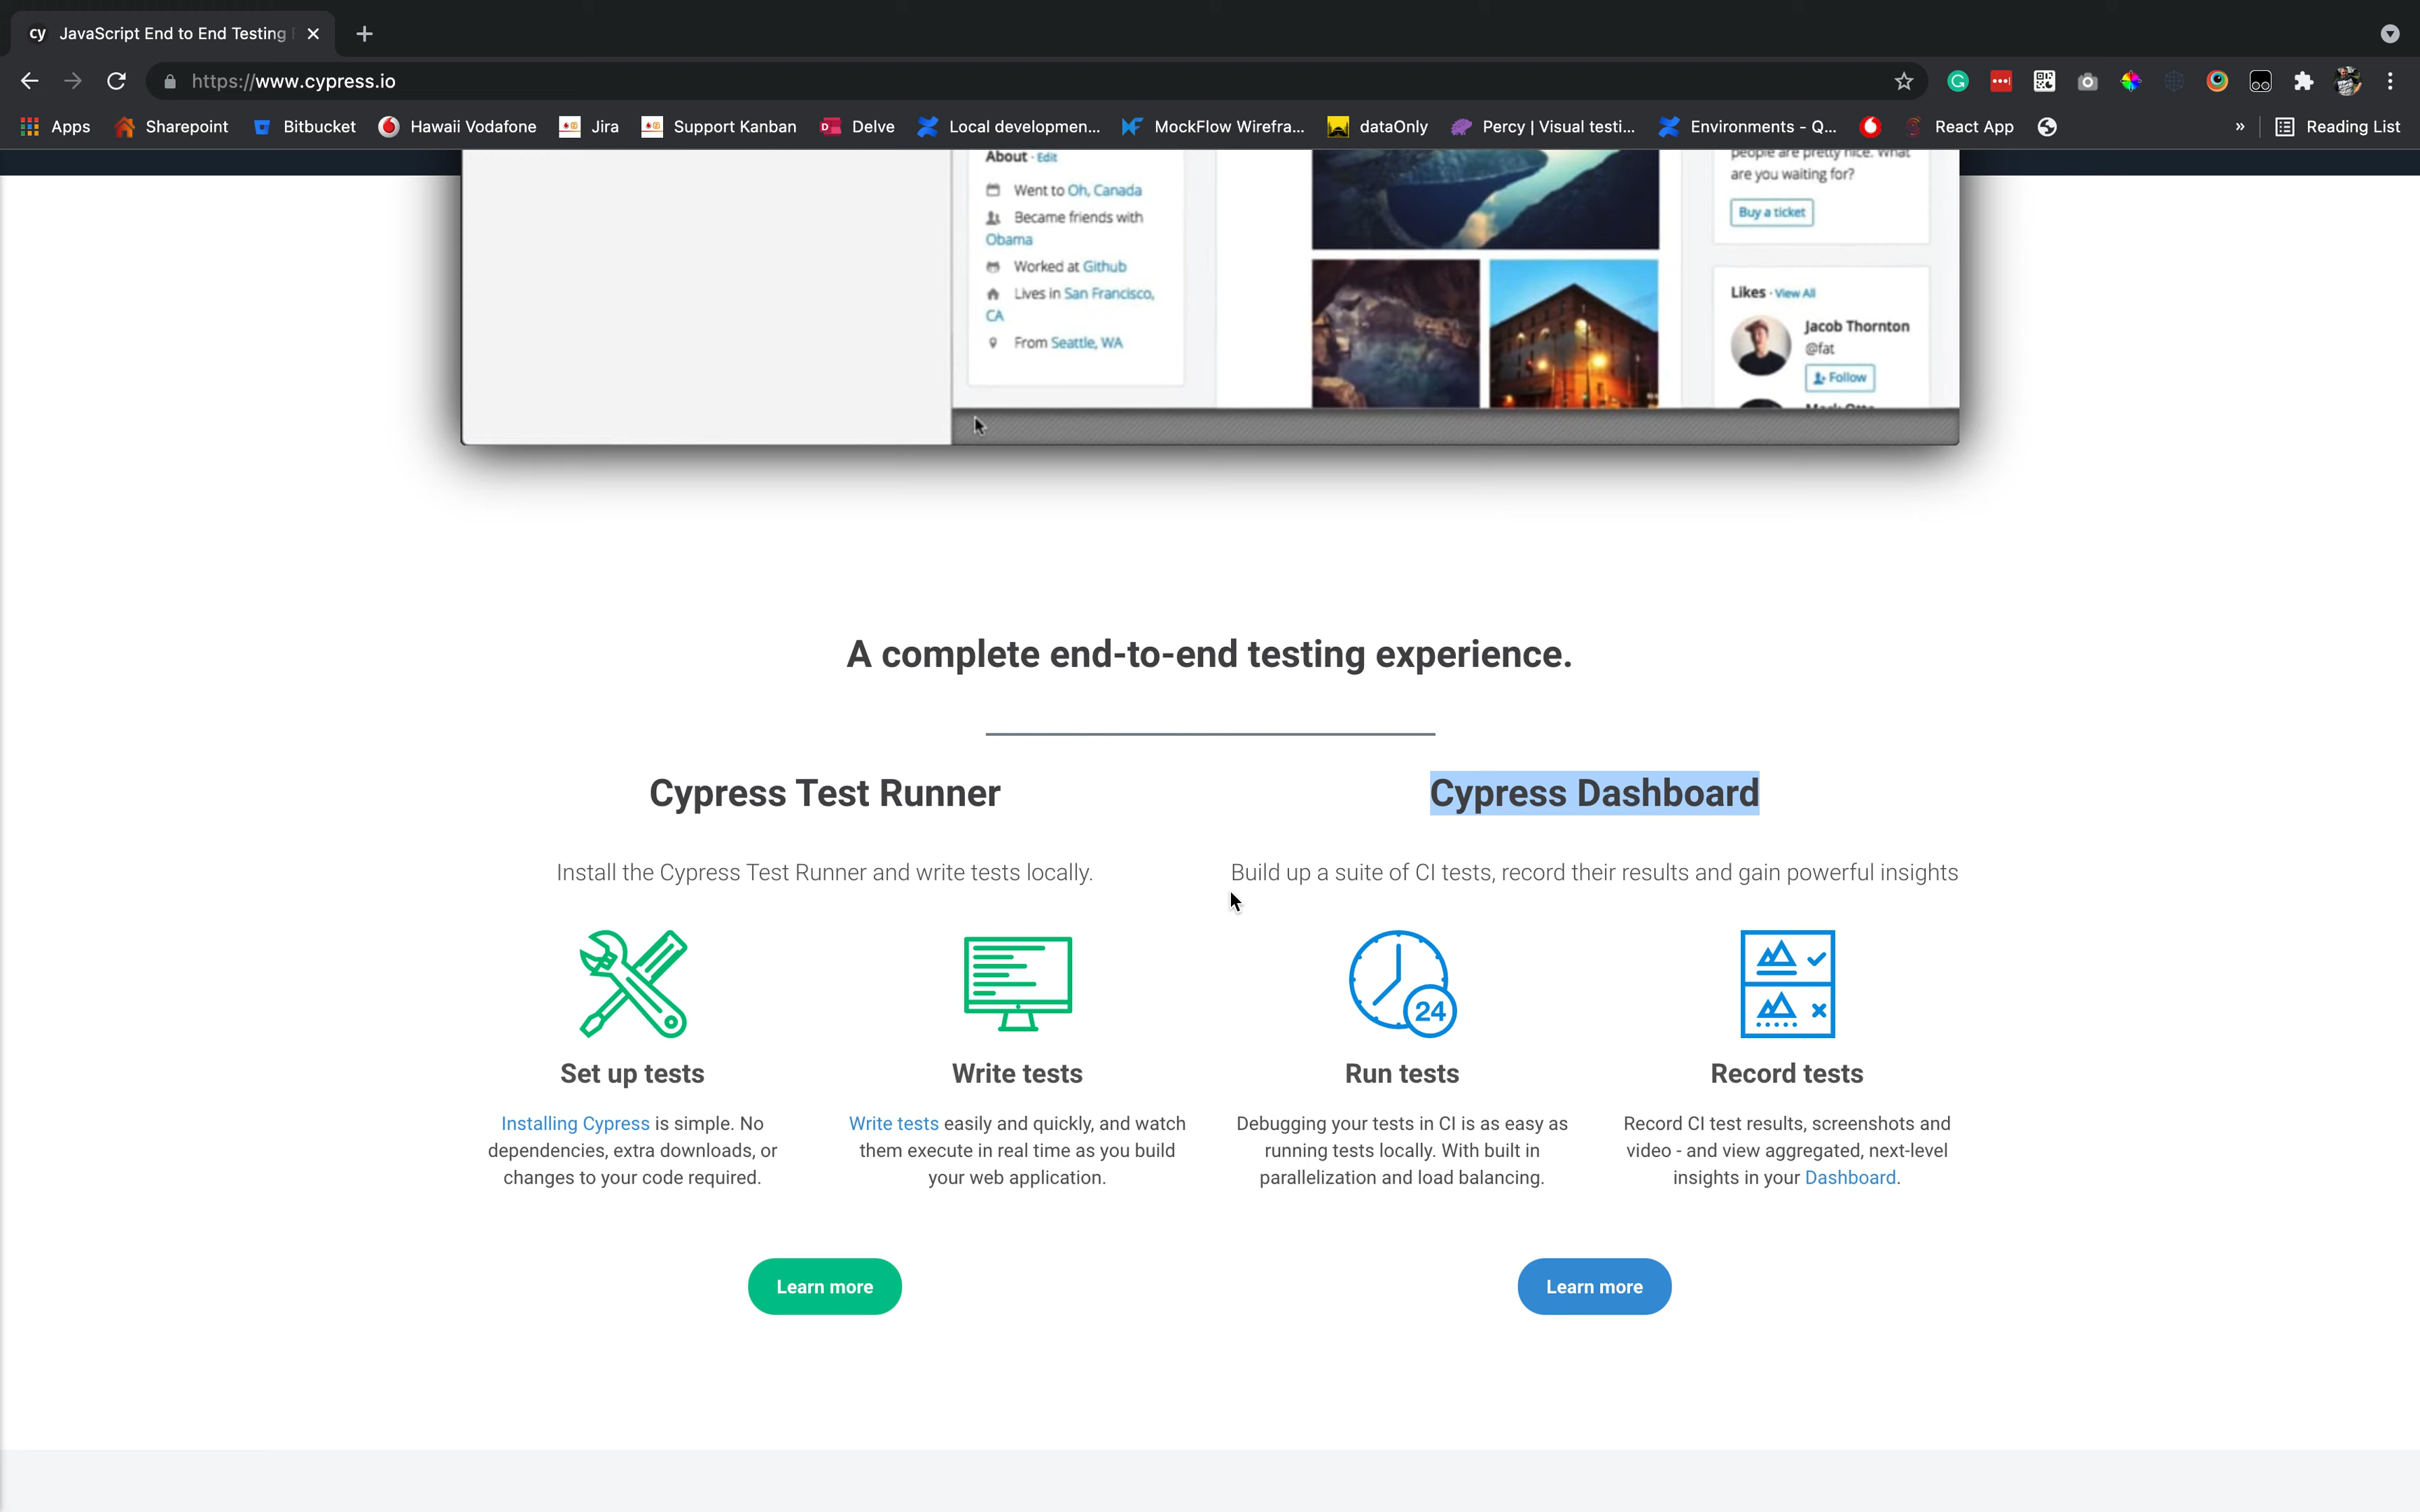 cy JavaScript End to End Testing
https://www.cypress.io
Apps Sharepoint Bitbucket Hawaii Vodafone Jira Support Kanban Delve Local developmen... MockFlow Wirefra... dataOnly Percy | Visual testi... Environments - Q... React App » Reading List
About · Edit
Went to Oh, Canada
Became friends with
Obama
Worked at Github
Lives in San Francisco,
CA
From Seattle, WA
people are pretty nice. What
are you waiting for?
Buy a ticket
Likes · View All
Jacob Thornton
@fat
Follow
A complete end-to-end testing experience.
Cypress Test Runner
Install the Cypress Test Runner and write tests locally.
Set up tests
Installing Cypress is simple. No
dependencies, extra downloads, or
changes to your code required.
Write tests
Write tests easily and quickly, and watch
them execute in real time as you build
your web application.
Learn more
Cypress Dashboard
Build up a suite of CI tests, record their results and gain powerful insights
24
Run tests
Debugging your tests in CI is as easy as
running tests locally. With built in
parallelization and load balancing.
Record tests
Record CI test results, screenshots and
video - and view aggregated, next-level
insights in your Dashboard.
Learn more